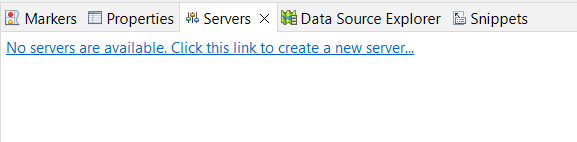 Markers Properties Servers Data Source Explorer Snippets
No servers are available. Click this link to create a new server...